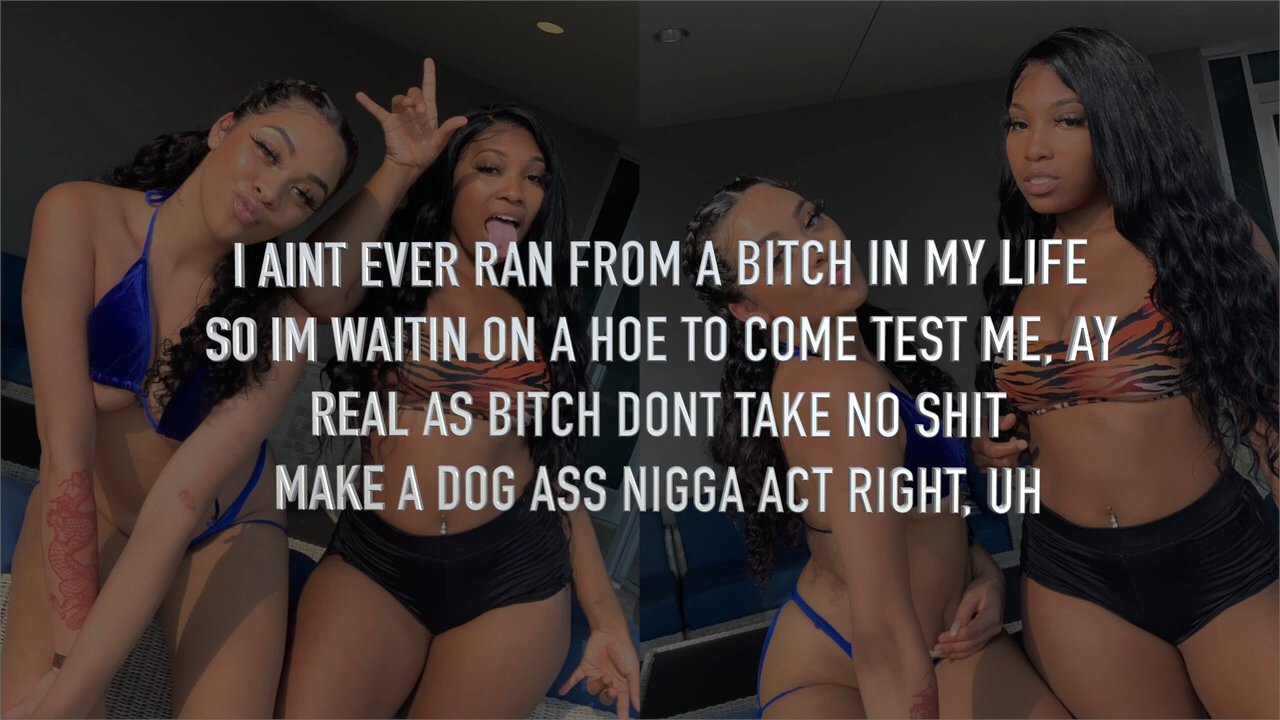 I AINT EVER RAN FROM A BITCH IN MY LIFE
SO IM WAITIN ON A HOE TO COME TEST ME, AY
REAL AS BITCH DONT TAKE NO SHIT
MAKE A DOG ASS NIGGA ACT RIGHT, UH